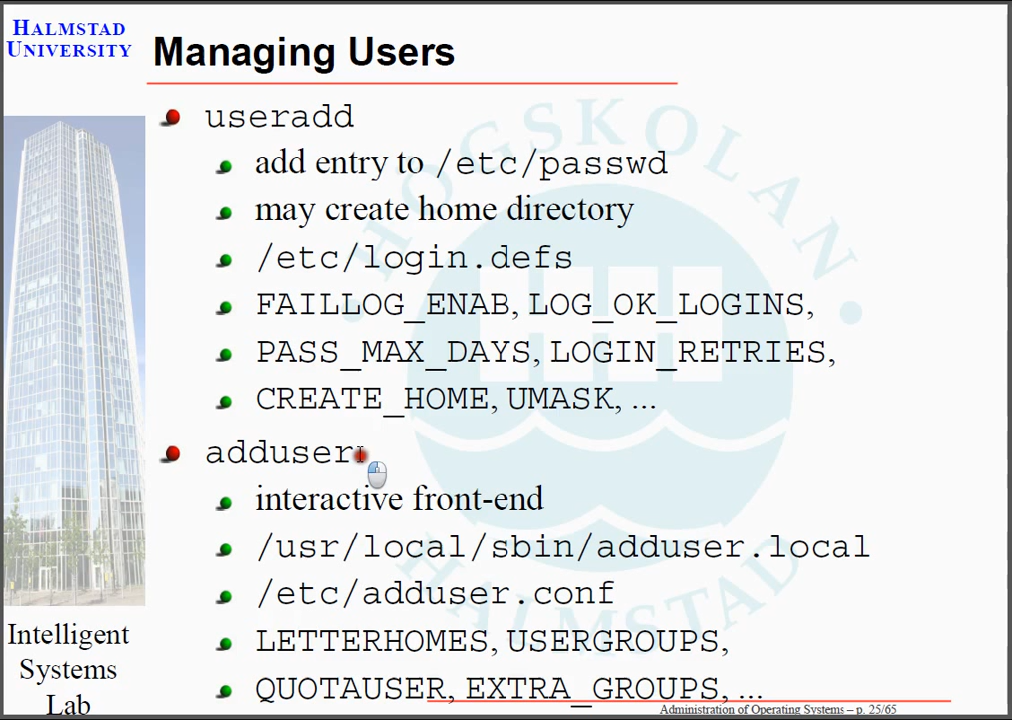 HALMSTAD
UNIVERSITY
Managing Users
useradd
add entry to /etc/passwd
may create home directory
/etc/login.defs
FAILLOG_ENAB, LOG_OK_LOGINS,
PASS_MAX_DAYS, LOGIN_RETRIES,
CREATE_HOME, UMASK, ...
adduser
interactive front-end
/usr/local/sbin/adduser.local
/etc/adduser.conf
LETTERHOMES, USERGROUPS,
QUOTAUSER, EXTRA_GROUPS, ...
Intelligent
Systems
Lab
Administration of Operating Systems – p. 25/65
HÖGSKOLAN
HALMSTAD